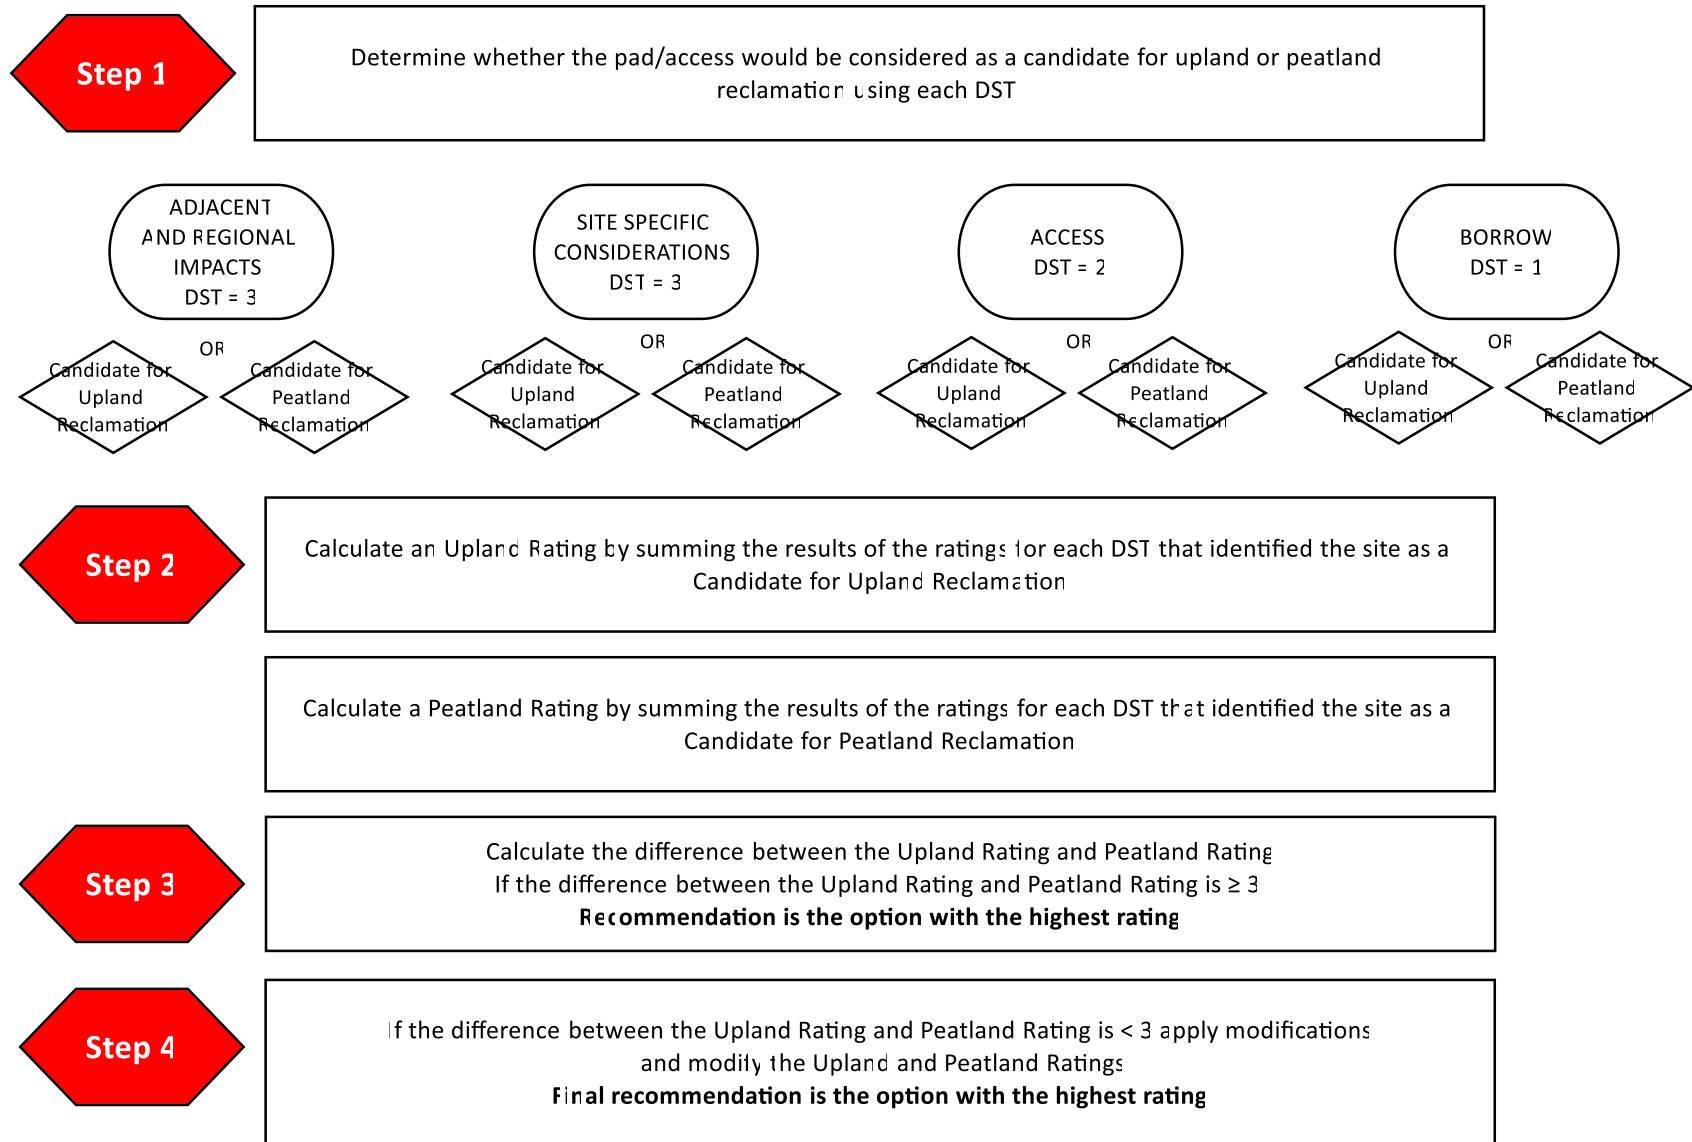 Step 1
Determine whether the pad/access would be considered as a candidate for upland or peatland
reclamation using each DST
ADJACENT
AND REGIONAL
IMPACTS
DST = 3
SITE SPECIFIC
CONSIDERATIONS
DST = 3
ACCESS
DST = 2
BORROW
DST = 1
OR
Candidate for
Upland
Reclamation
Candidate for
Peatland
Reclamation
OR
Candidate for
Upland
Reclamation
Candidate for
Peatland
Reclamation
OR
Candidate for
Upland
Reclamation
Candidate for
Peatland
Reclamation
OR
Candidate for
Upland
Reclamation
Candidate for
Peatland
Reclamation
Step 2
Calculate an Upland Rating by summing the results of the ratings for each DST that identified the site as a
Candidate for Upland Reclamation
Calculate a Peatland Rating by summing the results of the ratings for each DST that identified the site as a
Candidate for Peatland Reclamation
Step 3
Calculate the difference between the Upland Rating and Peatland Rating
If the difference between the Upland Rating and Peatland Rating is ≥ 3
Recommendation is the option with the highest rating
Step 4
If the difference between the Upland Rating and Peatland Rating is < 3 apply modifications
and modify the Upland and Peatland Ratings
Final recommendation is the option with the highest rating